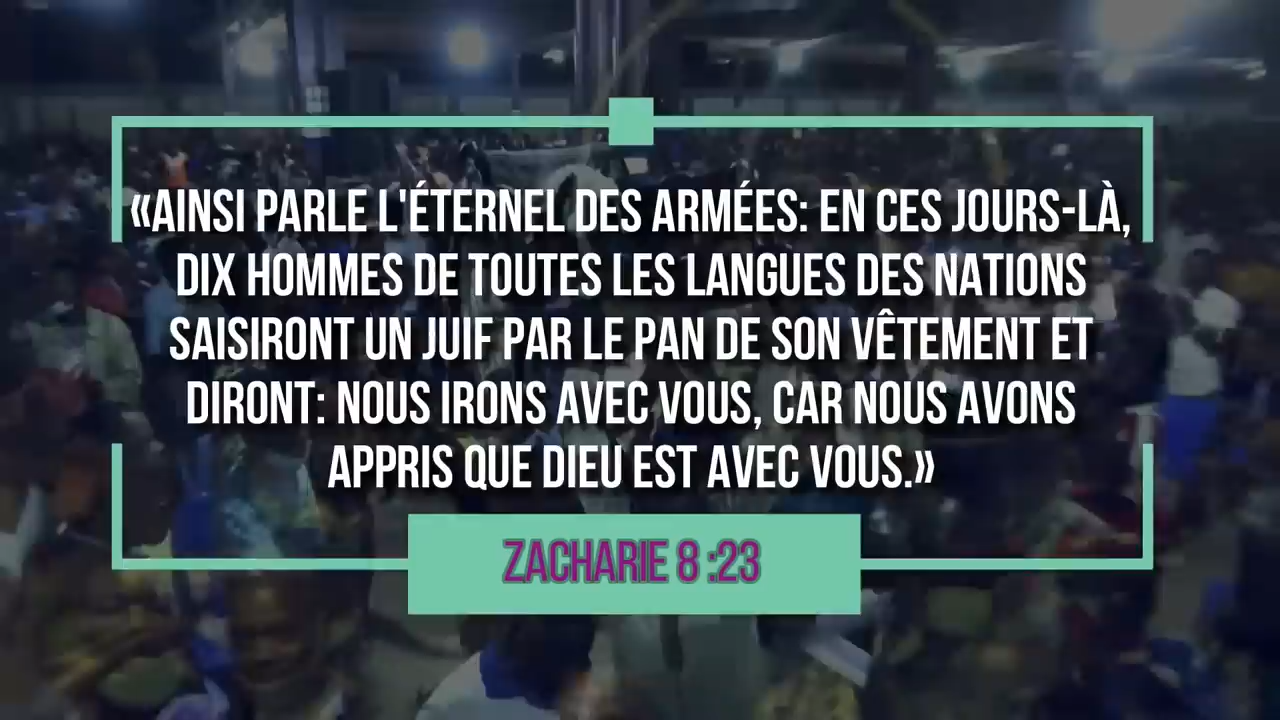 «AINSI PARLE L'ÉTERNEL DES ARMÉES: EN CES JOURS-LÀ,
DIX HOMMES DE TOUTES LES LANGUES DES NATIONS
SAISIRONT UN JUIF PAR LE PAN DE SON VÊTEMENT ET
DIRONT: NOUS IRONS AVEC VOUS, CAR NOUS AVONS
APPRIS QUE DIEU EST AVEC VOUS.»
ZACHARIE 8 :23